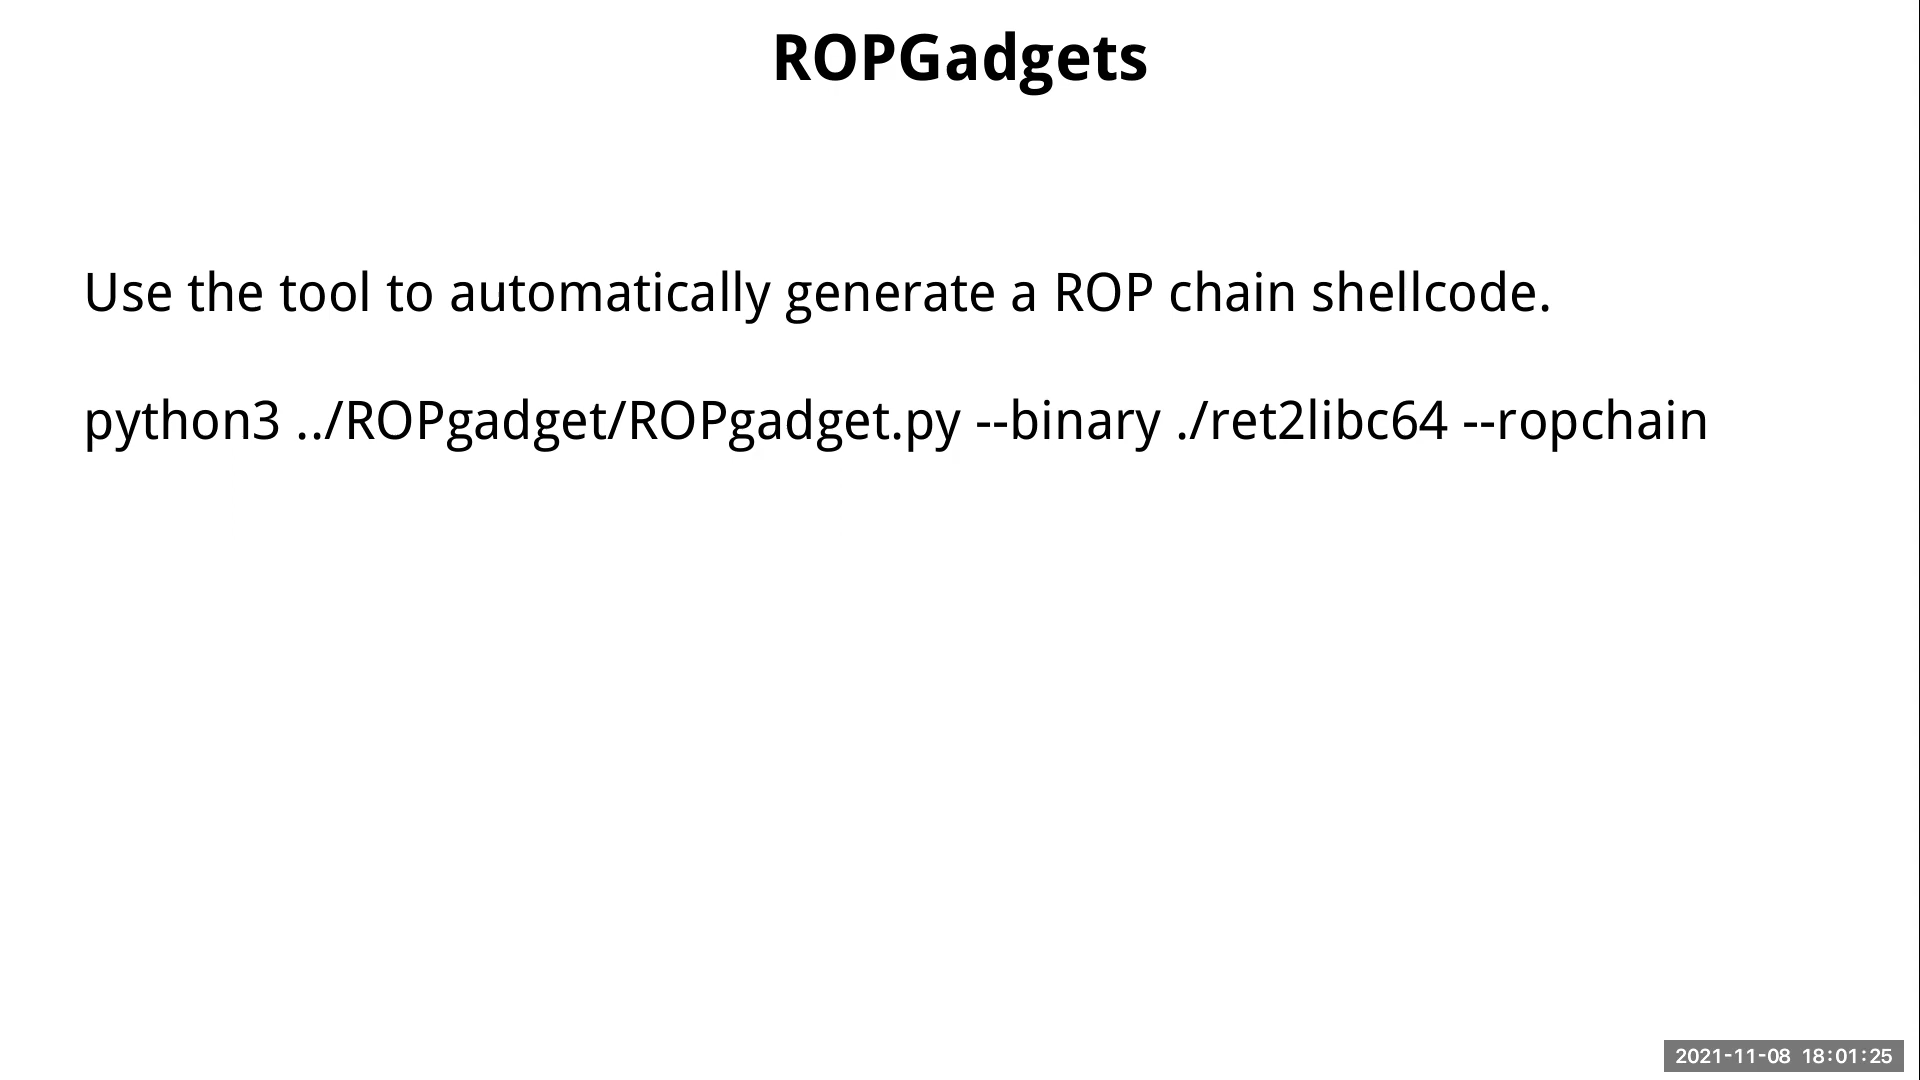 ROPGadgets
Use the tool to automatically generate a ROP chain shellcode.
python3 ../ROPgadget/ROPgadget.py --binary ./ret2libc64 --ropchain
2021-11-08 18:01:25